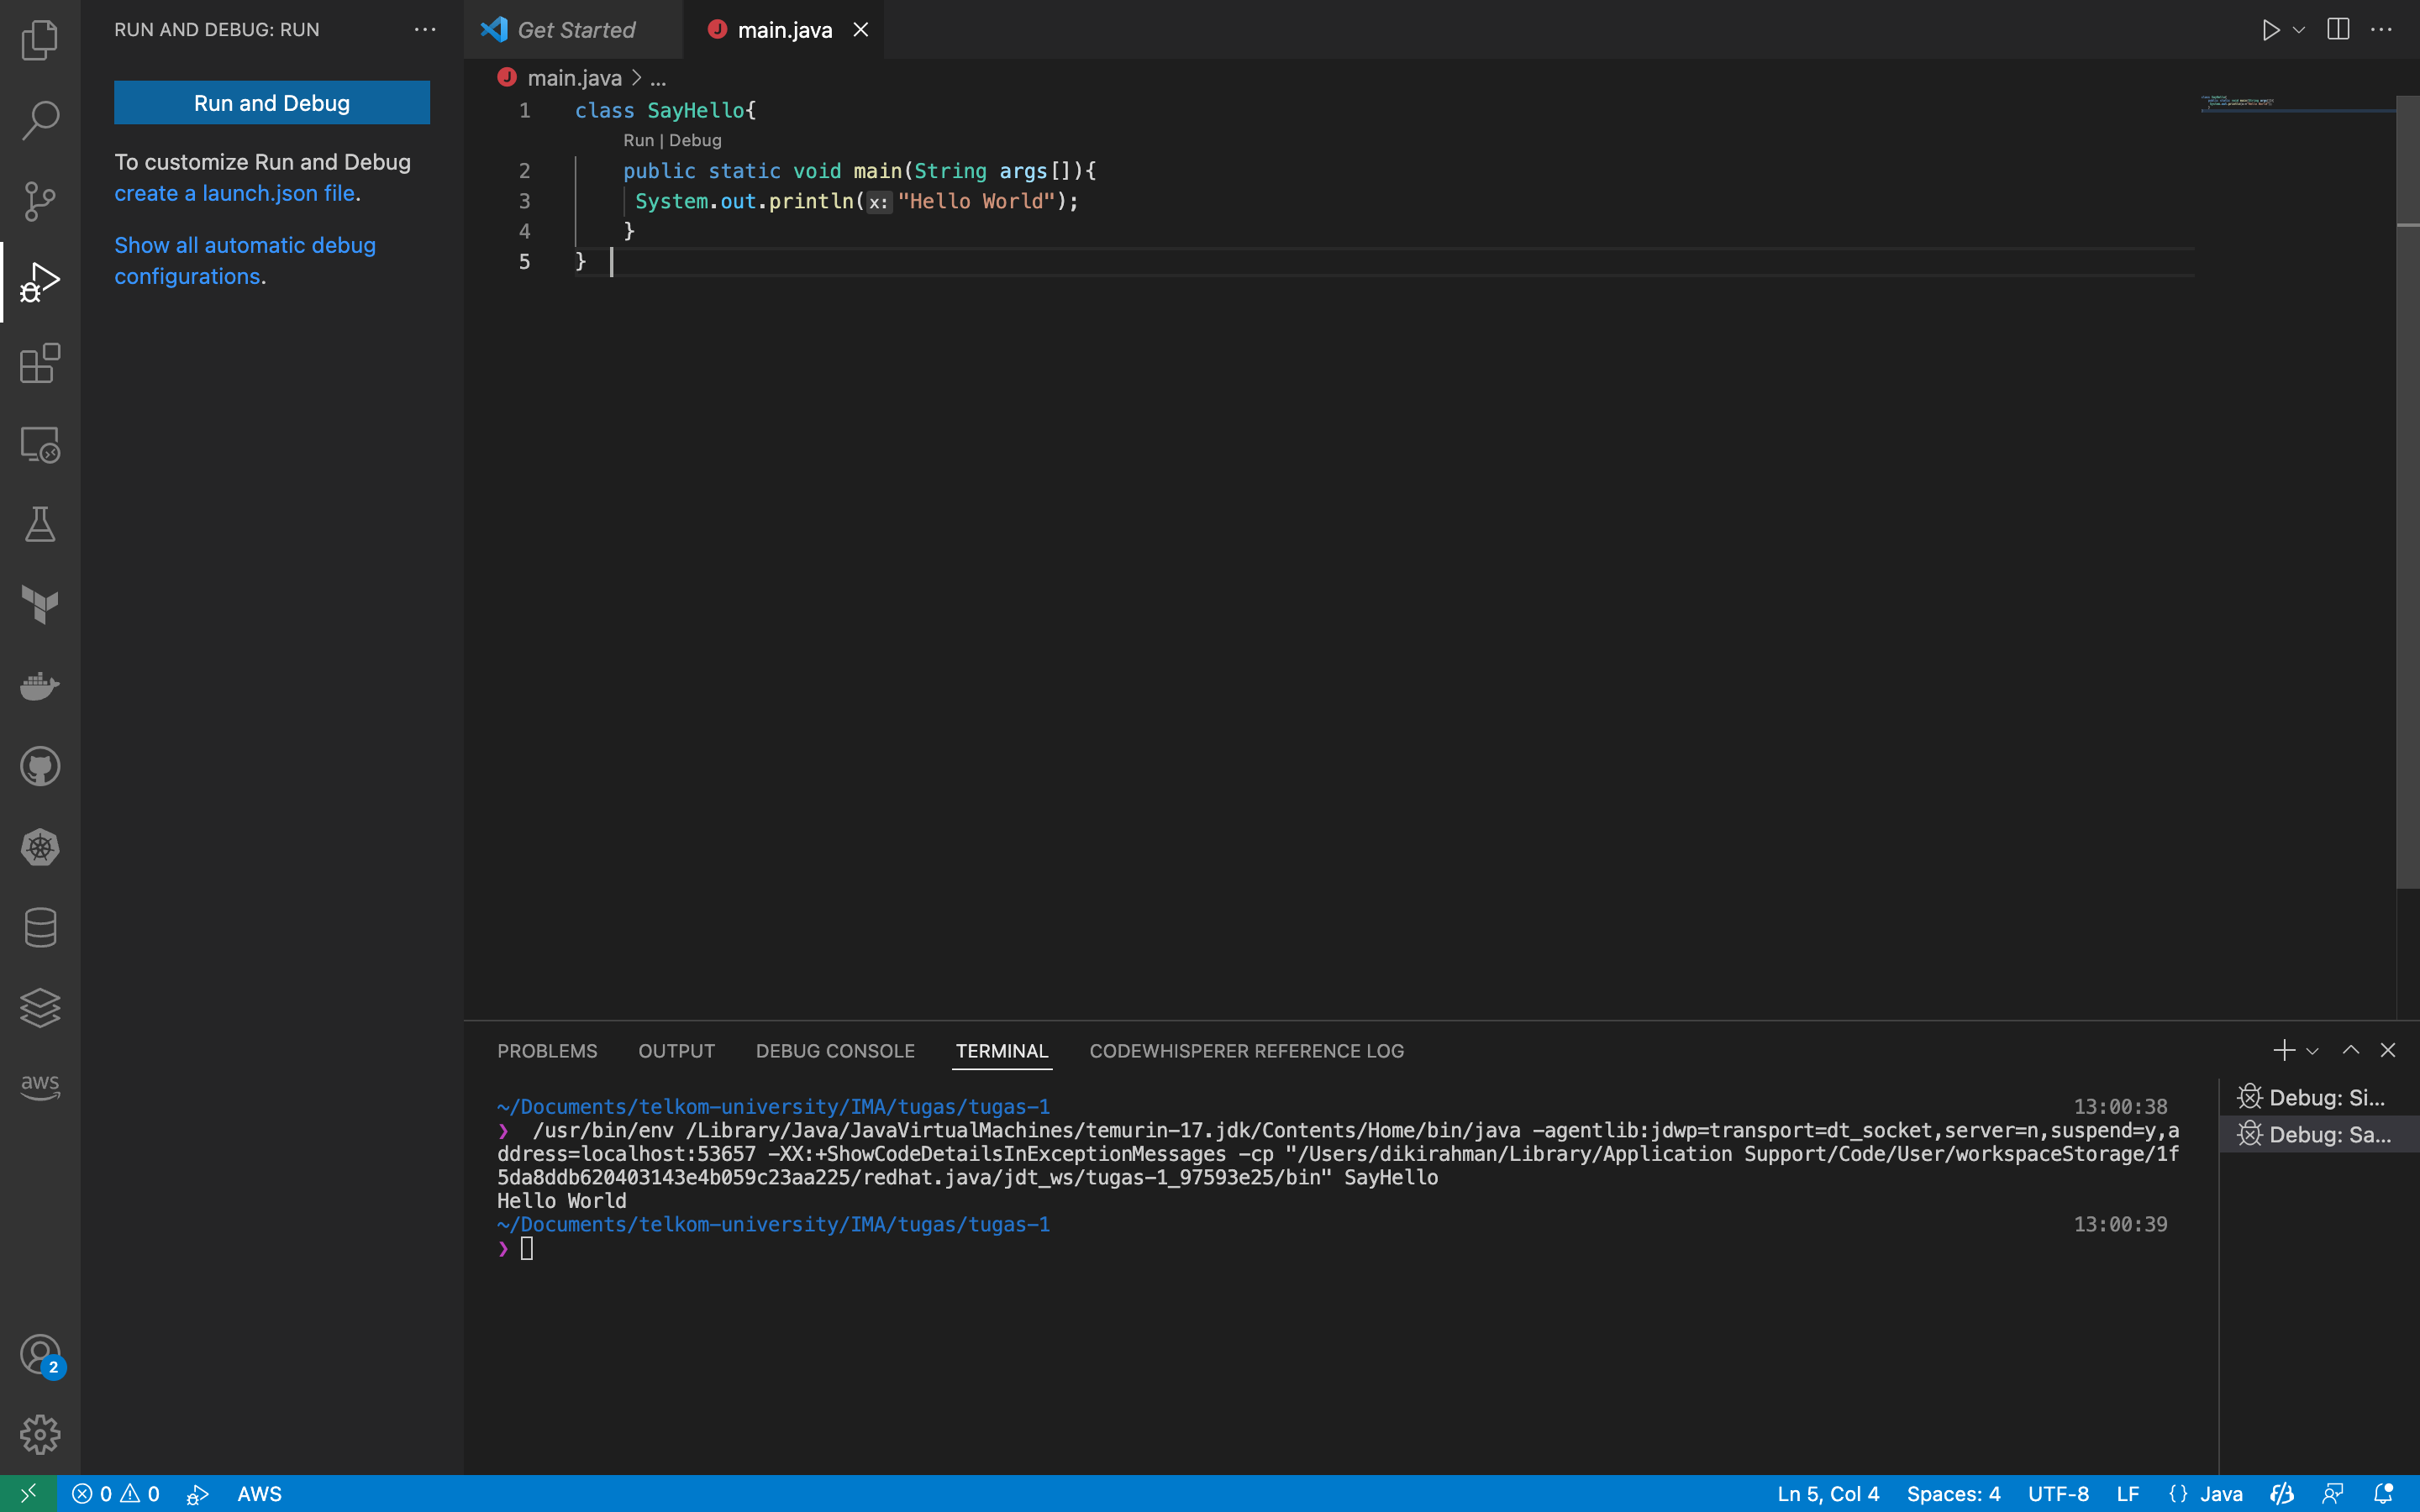 RUN AND DEBUG: RUN
Run and Debug
To customize Run and Debug
create a launch.json file.
Show all automatic debug
configurations.
Get Started
main.java
main.java > ...
1 class SayHello{
Run | Debug
2 public static void main(String args[]){
3 System.out.println(x: "Hello World");
4 }
5 }
PROBLEMS OUTPUT DEBUG CONSOLE TERMINAL CODEWHISPERER REFERENCE LOG
~/Documents/telkom-university/IMA/tugas/tugas-1 13:00:38
❯ /usr/bin/env /Library/Java/JavaVirtualMachines/temurin-17.jdk/Contents/Home/bin/java -agentlib:jdwp=transport=dt_socket,server=n,suspend=y,a
ddress=localhost:53657 -XX:+ShowCodeDetailsInExceptionMessages -cp "/Users/dikirahman/Library/Application Support/Code/User/workspaceStorage/1f
5da8ddb620403143e4b059c23aa225/redhat.java/jdt_ws/tugas-1_97593e25/bin" SayHello
Hello World
~/Documents/telkom-university/IMA/tugas/tugas-1 13:00:39
❯
Debug: Si...
Debug: Sa...
aws
2
0 0 AWS
Ln 5, Col 4 Spaces: 4 UTF-8 LF {} Java